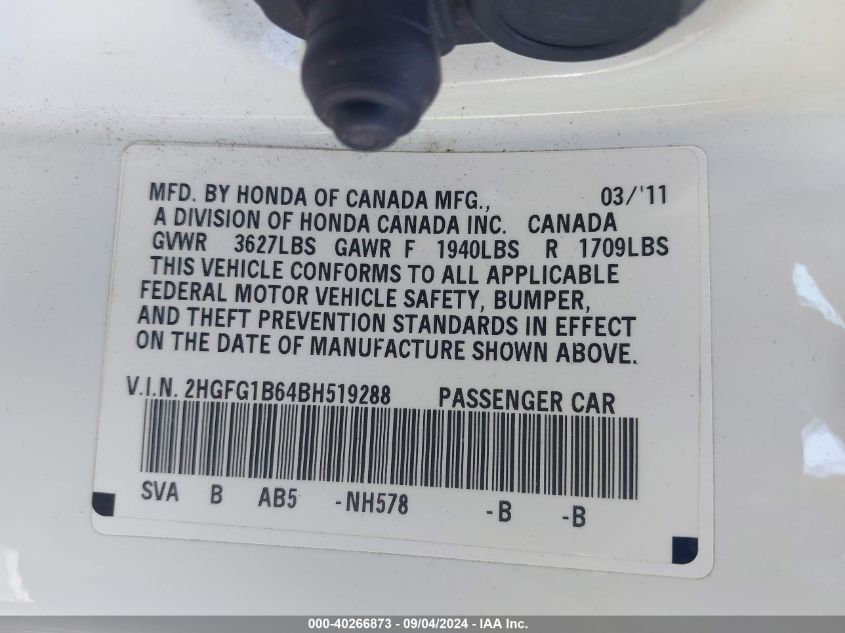 MFD. BY HONDA OF CANADA MFG., 03/'11
A DIVISION OF HONDA CANADA INC. CANADA
GVWR 3627LBS GAWR F 1940LBS R 1709LBS
THIS VEHICLE CONFORMS TO ALL APPLICABLE
FEDERAL MOTOR VEHICLE SAFETY, BUMPER,
AND THEFT PREVENTION STANDARDS IN EFFECT
ON THE DATE OF MANUFACTURE SHOWN ABOVE.
V.I.N. 2HGFG1B64BH519288 PASSENGER CAR
SVA B AB5 -NH578 -B -B
000-40266873 - 09/04/2024 - IAA Inc.